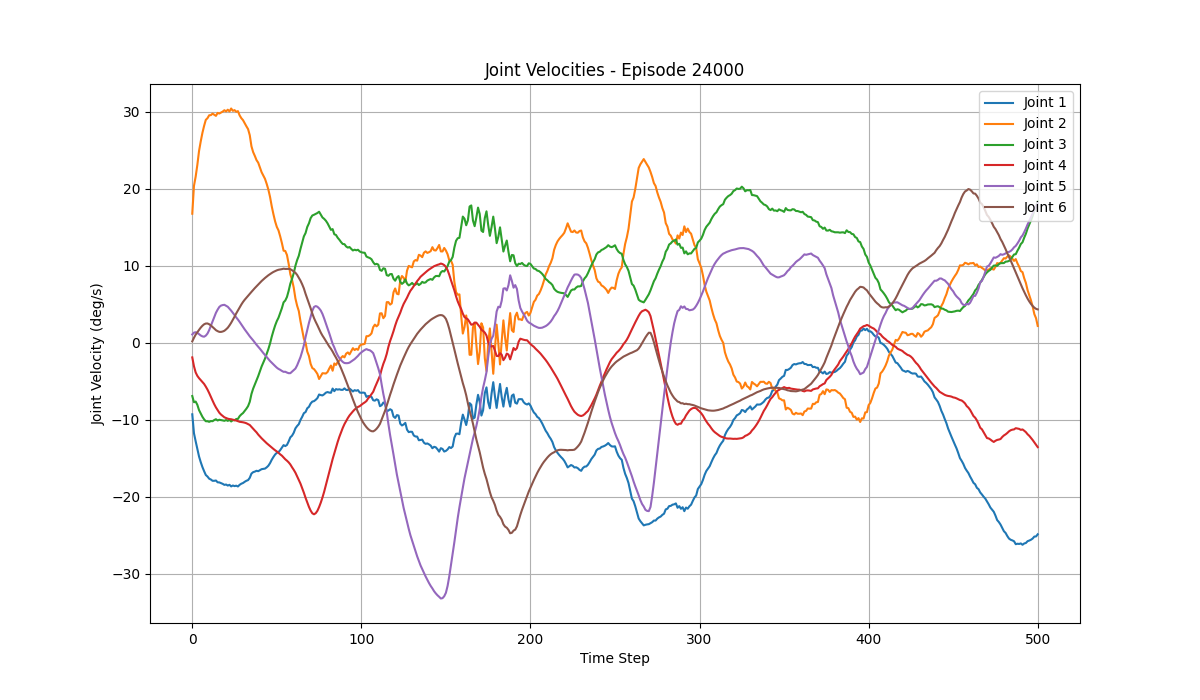 Joint Velocities - Episode 24000
Joint Velocity (deg/s)
30
20
10
0
−10
−20
−30
Joint 1
Joint 2
Joint 3
Joint 4
Joint 5
Joint 6
0
100
200
300
400
500
Time Step